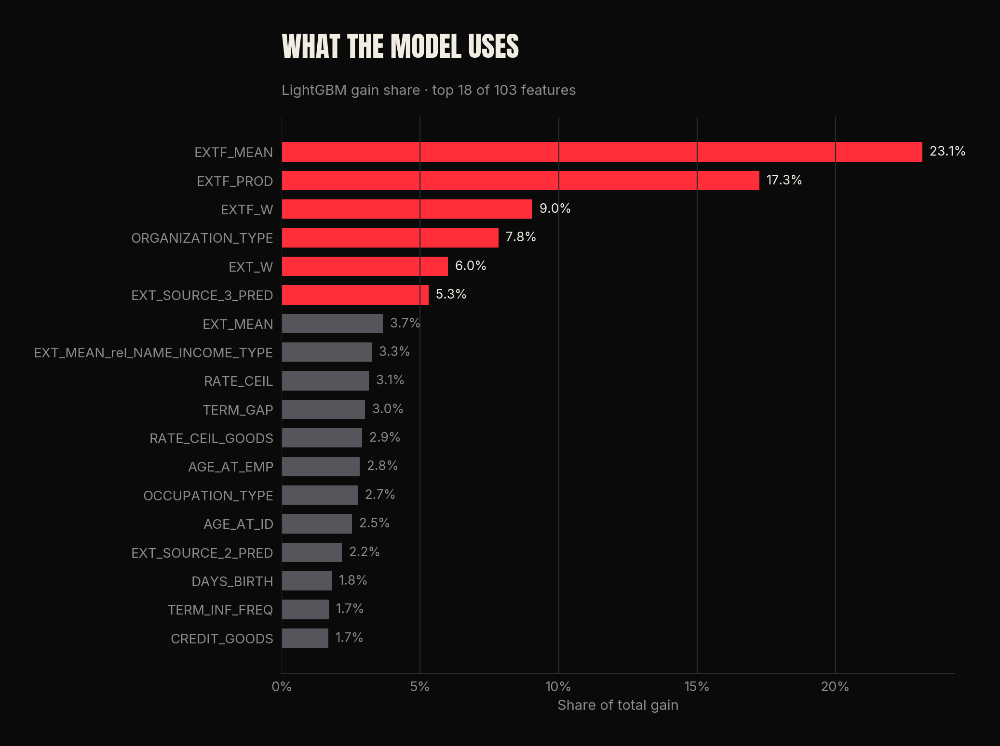 WHAT THE MODEL USES
LightGBM gain share · top 18 of 103 features
EXTF_MEAN 23.1%
EXTF_PROD 17.3%
EXTF_W 9.0%
ORGANIZATION_TYPE 7.8%
EXT_W 6.0%
EXT_SOURCE_3_PRED 5.3%
EXT_MEAN 3.7%
EXT_MEAN_rel_NAME_INCOME_TYPE 3.3%
RATE_CEIL 3.1%
TERM_GAP 3.0%
RATE_CEIL_GOODS 2.9%
AGE_AT_EMP 2.8%
OCCUPATION_TYPE 2.7%
AGE_AT_ID 2.5%
EXT_SOURCE_2_PRED 2.2%
DAYS_BIRTH 1.8%
TERM_INF_FREQ 1.7%
CREDIT_GOODS 1.7%
0% 5% 10% 15% 20%
Share of total gain